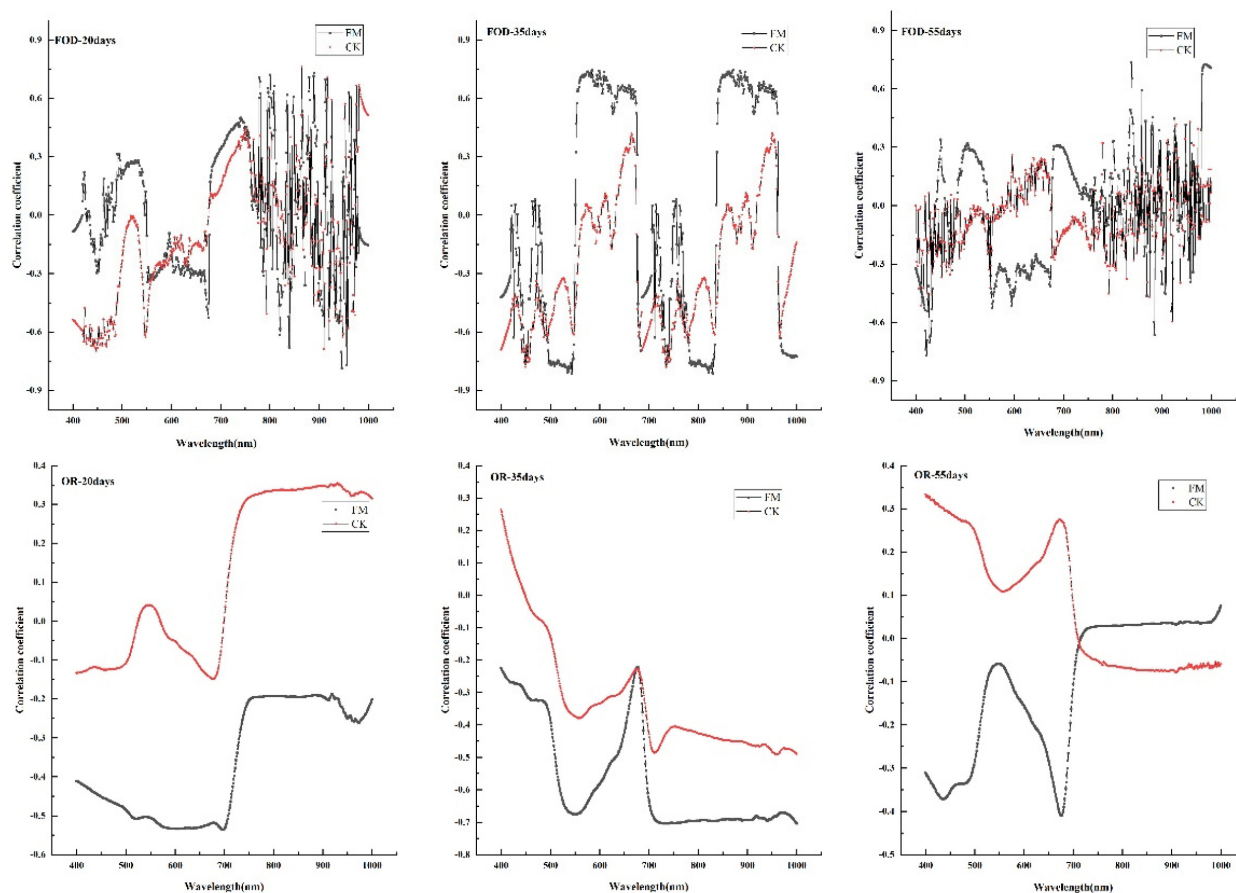 FOD-20days
FM
CK
Correlation coefficient
0.9
0.6
0.3
0.0
-0.3
-0.6
-0.9
400 500 600 700 800 900 1000
Wavelength(nm)
FOD-35days
FM
CK
Correlation coefficient
0.9
0.6
0.3
0.0
-0.3
-0.6
-0.9
400 500 600 700 800 900 1000
Wavelength(nm)
FOD-55days
FM
CK
Correlation coefficient
0.9
0.6
0.3
0.0
-0.3
-0.6
-0.9
400 500 600 700 800 900 1000
Wavelength(nm)
OR-20days
FM
CK
Correlation coefficient
0.4
0.3
0.2
0.1
0.0
-0.1
-0.2
-0.3
-0.4
-0.5
-0.6
400 500 600 700 800 900 1000
Wavelength(nm)
OR-35days
FM
CK
Correlation coefficient
0.4
0.3
0.2
0.1
0.0
-0.1
-0.2
-0.3
-0.4
-0.5
-0.6
-0.7
-0.8
400 500 600 700 800 900 1000
Wavelength(nm)
OR-55days
FM
CK
Correlation coefficient
0.4
0.3
0.2
0.1
0.0
-0.1
-0.2
-0.3
-0.4
-0.5
400 500 600 700 800 900 1000
Wavelength(nm)